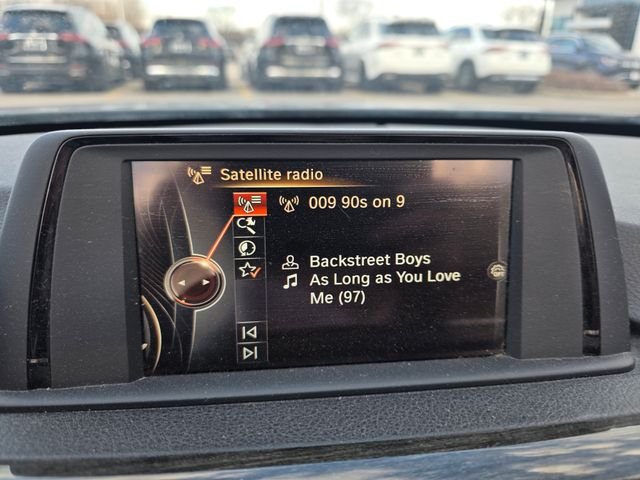 Satellite radio
009 90s on 9
Backstreet Boys
As Long as You Love
Me (97)